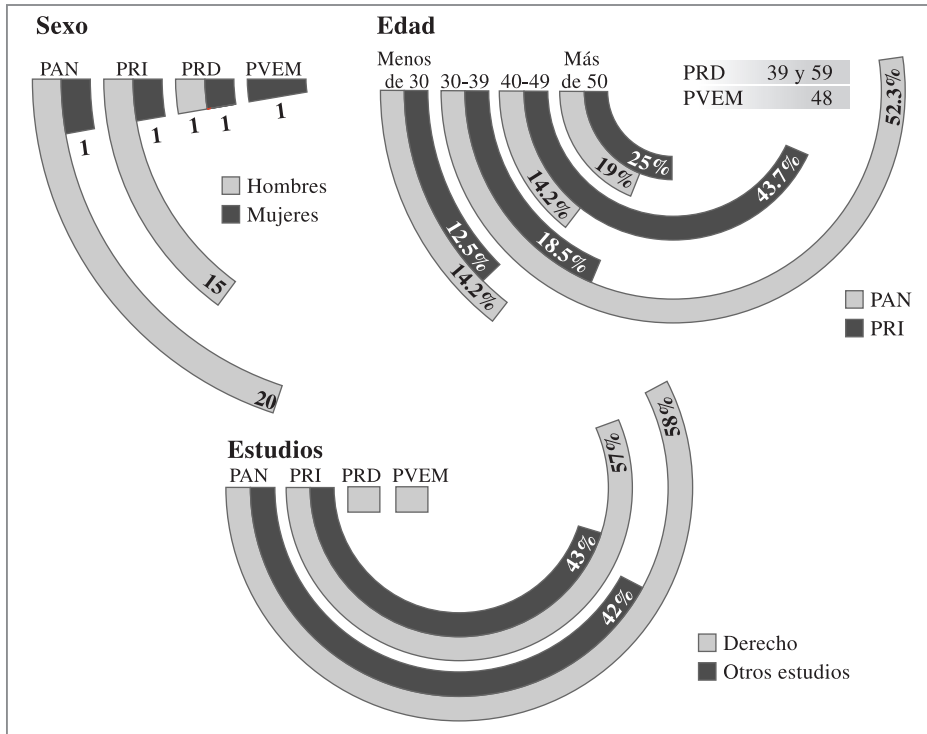 Sexo
PAN PRI PRD PVEM
1 1 1 1 1
Hombres
Mujeres
15
20
Edad
Menos de 30 30-39 40-49 Más de 50
PRD 39 y 59
PVEM 48
52.3%
25%
19%
43.7%
14.2%
18.5%
12.5%
14.2%
PAN
PRI
Estudios
PAN PRI PRD PVEM
58%
57%
43%
42%
Derecho
Otros estudios